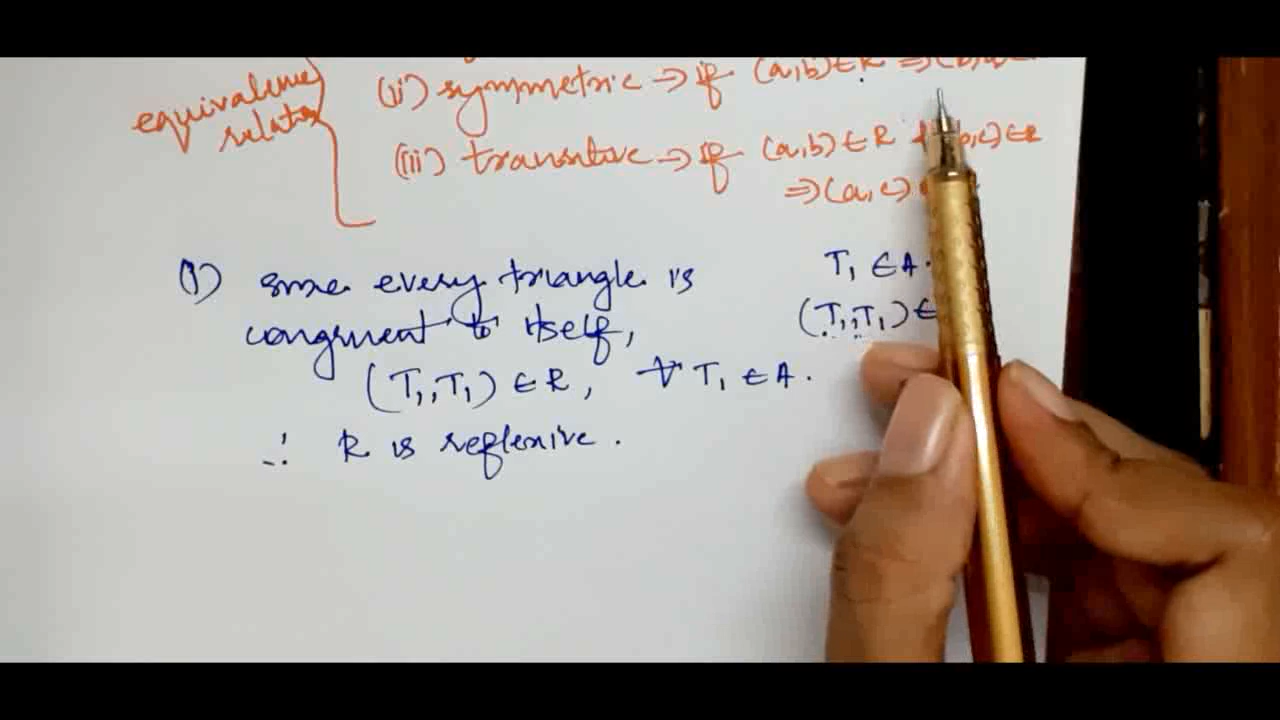 (ii) symmetric → if (a,b) ∈ R ⇒
equivalence
relation
(iii) transitive → if (a,b) ∈ R (b,c) ∈ R
⇒ (a,c)
(1) since every triangle is
congruent to itself,
(T₁,T₁) ∈ R, ∀ T₁ ∈ A.
∴ R is reflexive.
T₁ ∈ A.
(T₁,T₁) ∈